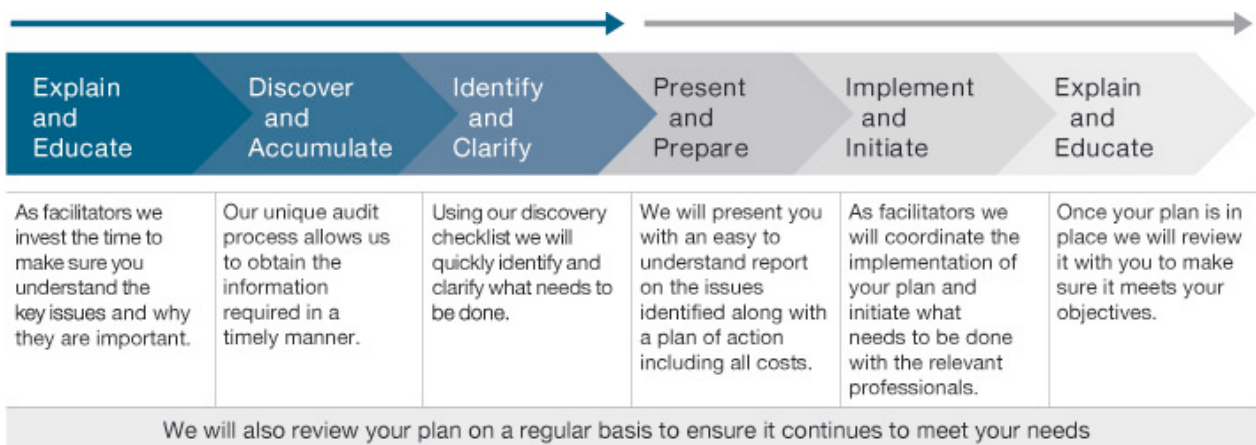 Explain
and
Educate
Discover
and
Accumulate
Identify
and
Clarify
Present
and
Prepare
Implement
and
Initiate
Explain
and
Educate
As facilitators we
invest the time to
make sure you
understand the
key issues and why
they are important.
Our unique audit
process allows us
to obtain the
information
required in a
timely manner.
Using our discovery
checklist we will
quickly identify and
clarify what needs to
be done.
We will present you
with an easy to
understand report
on the issues
identified along with
a plan of action
including all costs.
As facilitators we
will coordinate the
implementation of
your plan and
initiate what
needs to be done
with the relevant
professionals.
Once your plan is in
place we will review
it with you to make
sure it meets your
objectives.
We will also review your plan on a regular basis to ensure it continues to meet your needs